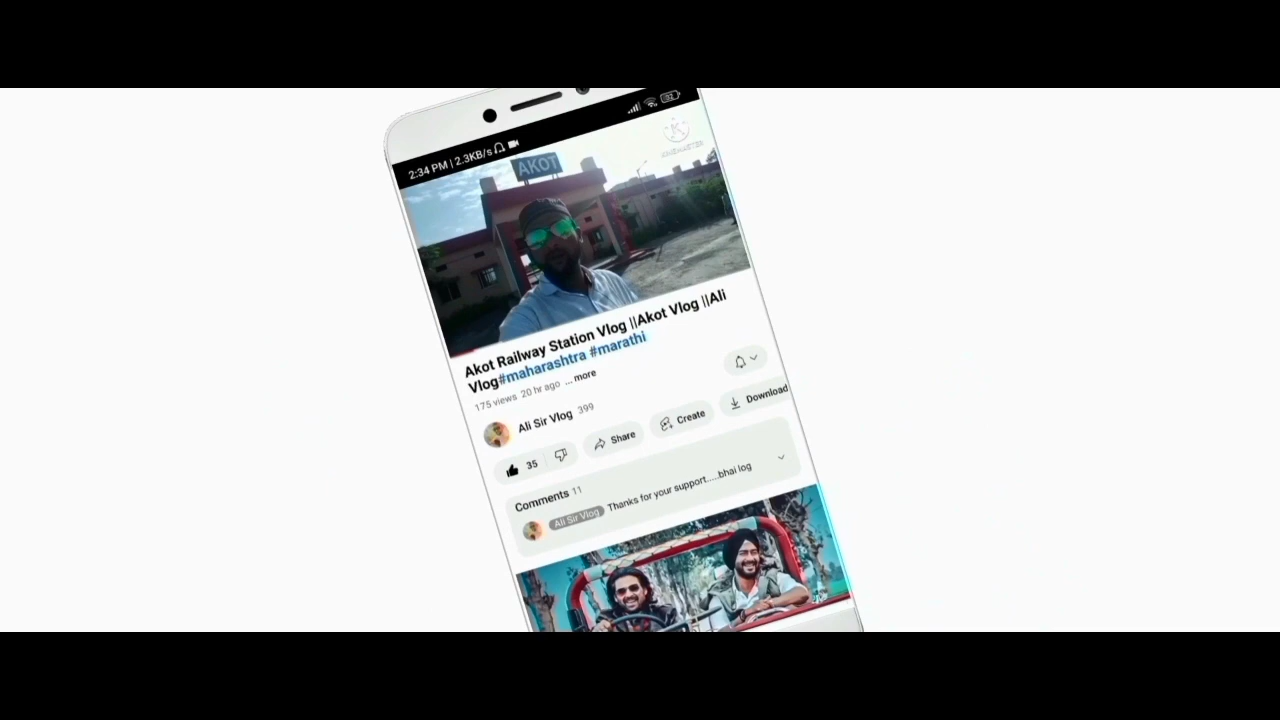 2:34 PM | 2.3KB/s
AKOT
KINEMASTER
Akot Railway Station Vlog ||Akot Vlog ||Ali
Vlog#maharashtra #marathi
175 views 20 hr ago ... more
Ali Sir Vlog 399
35 Share Create Download
Comments 11
Ali Sir Vlog Thanks for your support.....bhai log